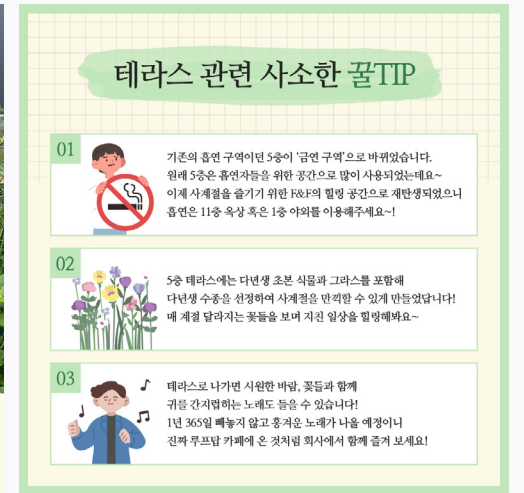 테라스 관련 사소한 꿀TIP
01
기존의 흡연 구역이던 5층이 '금연 구역'으로 바뀌었습니다.
원래 5층은 흡연자들을 위한 공간으로 많이 사용되었는데요~
이제 사계절을 즐기기 위한 F&F의 힐링 공간으로 재탄생되었으니
흡연은 11층 옥상 혹은 1층 야외를 이용해주세요~!
02
5층 테라스에는 다년생 초본 식물과 그라스를 포함해
다년생 수종을 선정하여 사계절을 만끽할 수 있게 만들었답니다!
매 계절 달라지는 꽃들을 보며 지친 일상을 힐링해봐요~
03
테라스로 나가면 시원한 바람, 꽃들과 함께
귀를 간지럽히는 노래도 들을 수 있습니다!
1년 365일 빼놓지 않고 흥겨운 노래가 나올 예정이니
진짜 루프탑 카페에 온 것처럼 회사에서 함께 즐겨 보세요!